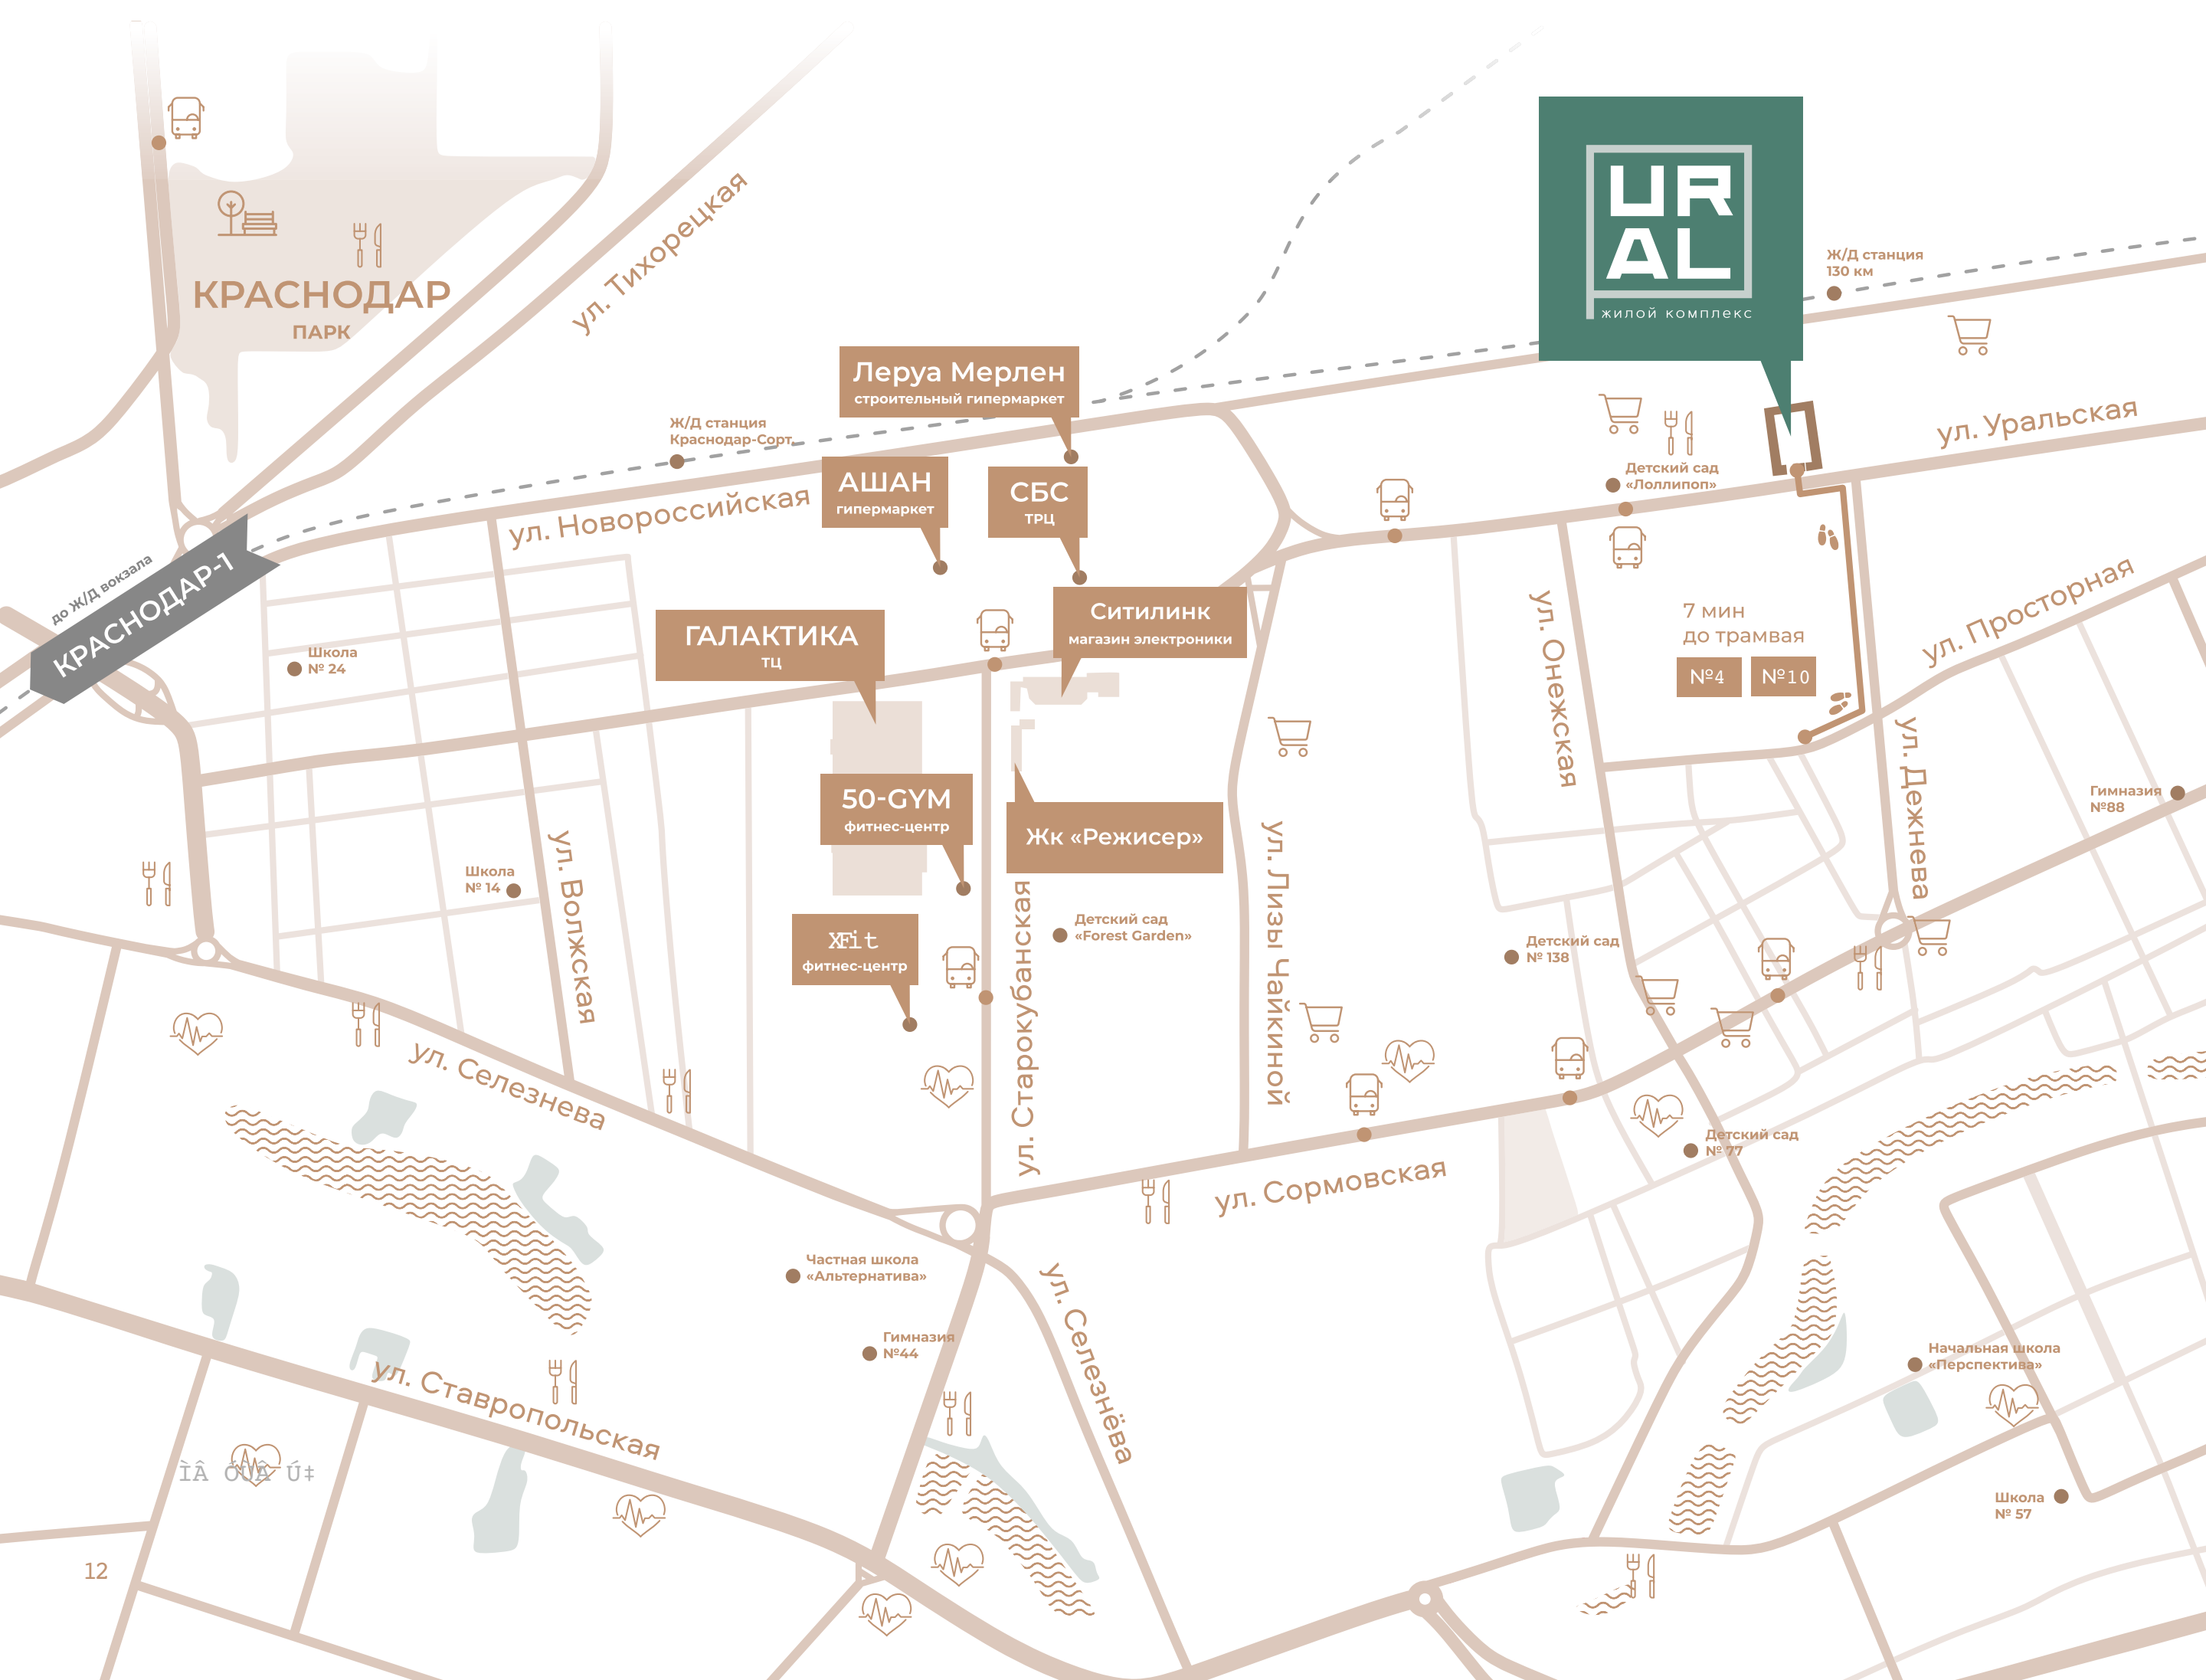 КРАСНОДАР
ПАРК
ул. Тихорецкая
UR
AL
жилой комплекс
Ж/Д станция
130 км
Леруа Мерлен
строительный гипермаркет
Ж/Д станция
Краснодар-Сорт.
АШАН
гипермаркет
СБС
ТРЦ
ул. Новороссийская
ул. Уральская
Детский сад
«Лоллипоп»
до Ж/Д вокзала
КРАСНОДАР-1
Ситилинк
магазин электроники
ГАЛАКТИКА
ТЦ
Школа
№ 24
ул. Онежская
7 мин
до трамвая
№4
№10
ул. Просторная
ул. Дежнева
Гимназия
№88
50-GYM
фитнес-центр
Жк «Режисер»
ул. Волжская
Школа
№ 14
ул. Лизы Чайкиной
ул. Старокубанская
Детский сад
«Forest Garden»
XFit
фитнес-центр
Детский сад
№ 138
ул. Селезнева
Детский сад
№ 77
ул. Сормовская
Частная школа
«Альтернатива»
ул. Селезнёва
Гимназия
№44
Начальная школа
«Перспектива»
ул. Ставропольская
ÌÂ ÓUÂ Ú‡
Школа
№ 57
12